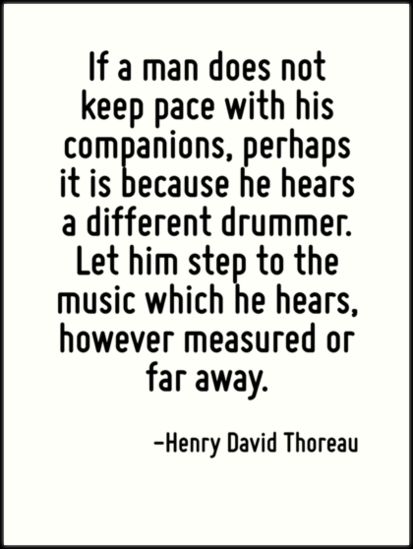 If a man does not
keep pace with his
companions, perhaps
it is because he hears
a different drummer.
Let him step to the
music which he hears,
however measured or
far away.
-Henry David Thoreau